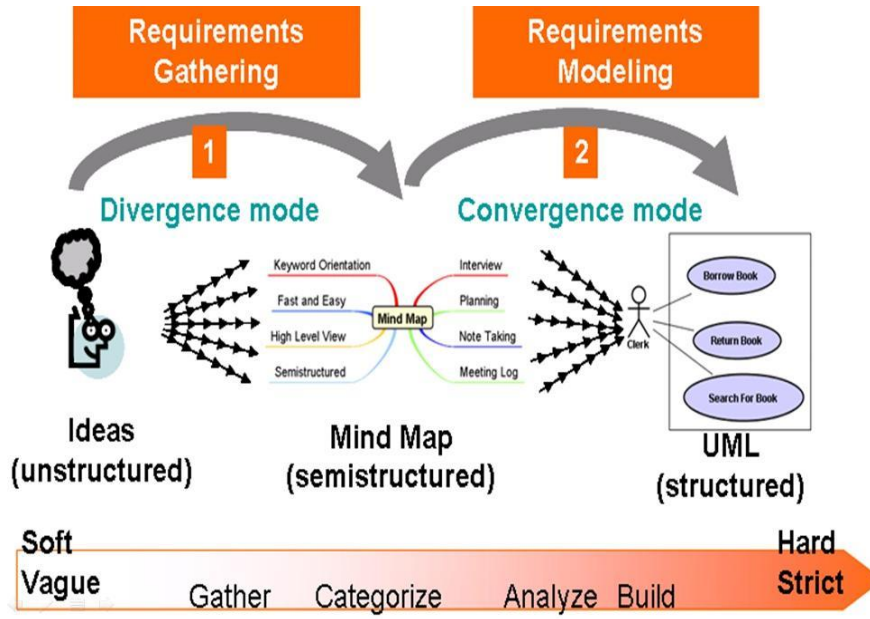 Requirements
Gathering
Requirements
Modeling
1
2
Divergence mode
Convergence mode
Keyword Orientation
Fast and Easy
High Level View
Semistructured
Mind Map
Interview
Planning
Note Taking
Meeting Log
Clerk
Borrow Book
Return Book
Search For Book
Ideas
(unstructured)
Mind Map
(semistructured)
UML
(structured)
Soft
Vague
Gather
Categorize
Analyze
Build
Hard
Strict